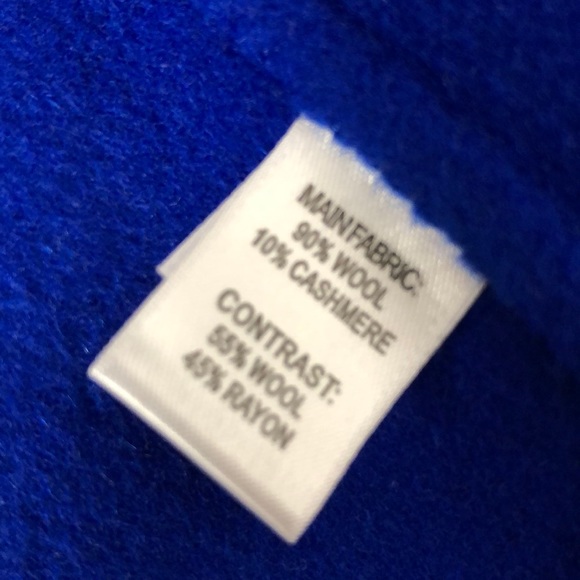 MAIN FABRIC:
90% WOOL
10% CASHMERE
CONTRAST:
55% WOOL
45% RAYON